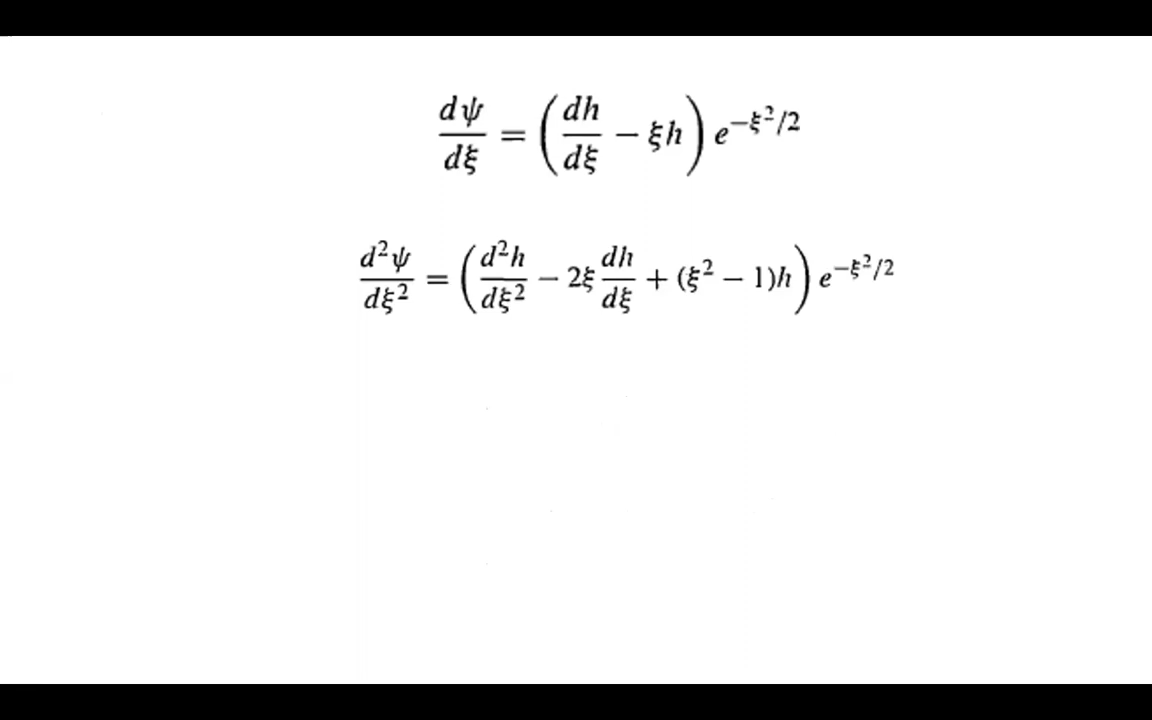 dψ/dξ = (dh/dξ − ξh) e^{−ξ²/2}
d²ψ/dξ² = (d²h/dξ² − 2ξ dh/dξ + (ξ² − 1)h) e^{−ξ²/2}